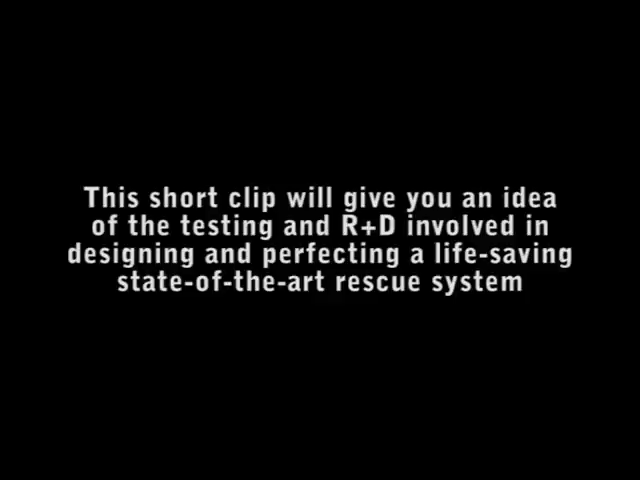 This short clip will give you an idea
of the testing and R+D involved in
designing and perfecting a life-saving
state-of-the-art rescue system